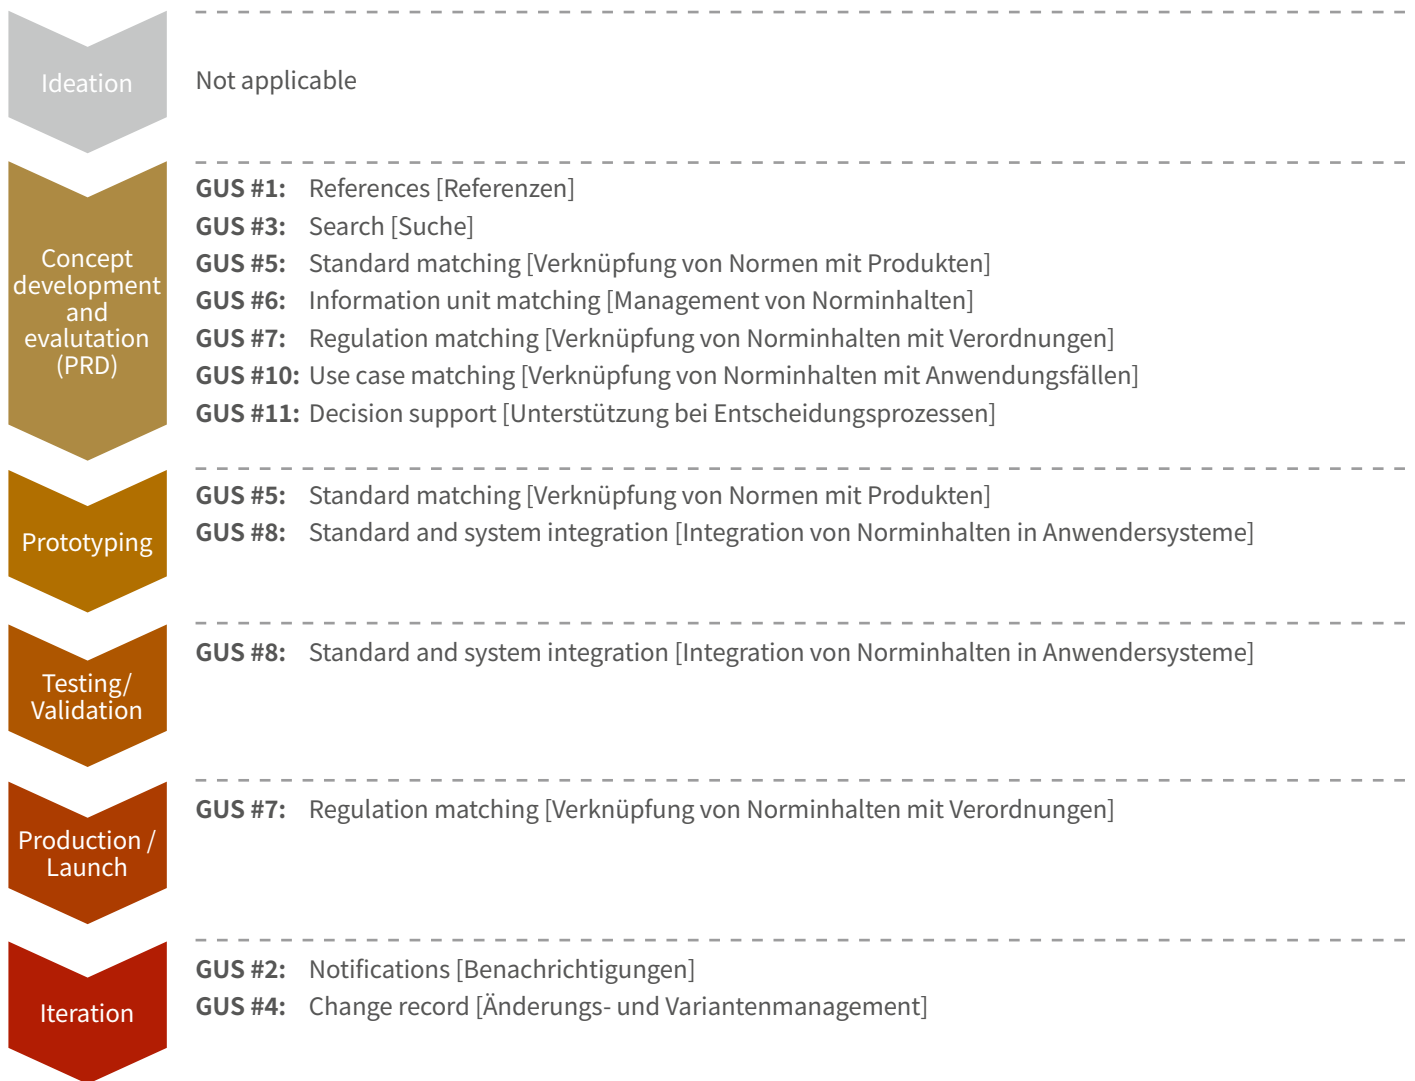 Ideation
Not applicable
Concept
development
and
evalutation
(PRD)
GUS #1: References [Referenzen]
GUS #3: Search [Suche]
GUS #5: Standard matching [Verknüpfung von Normen mit Produkten]
GUS #6: Information unit matching [Management von Norminhalten]
GUS #7: Regulation matching [Verknüpfung von Norminhalten mit Verordnungen]
GUS #10: Use case matching [Verknüpfung von Norminhalten mit Anwendungsfällen]
GUS #11: Decision support [Unterstützung bei Entscheidungsprozessen]
Prototyping
GUS #5: Standard matching [Verknüpfung von Normen mit Produkten]
GUS #8: Standard and system integration [Integration von Norminhalten in Anwendersysteme]
Testing/
Validation
GUS #8: Standard and system integration [Integration von Norminhalten in Anwendersysteme]
Production /
Launch
GUS #7: Regulation matching [Verknüpfung von Norminhalten mit Verordnungen]
Iteration
GUS #2: Notifications [Benachrichtigungen]
GUS #4: Change record [Änderungs- und Variantenmanagement]